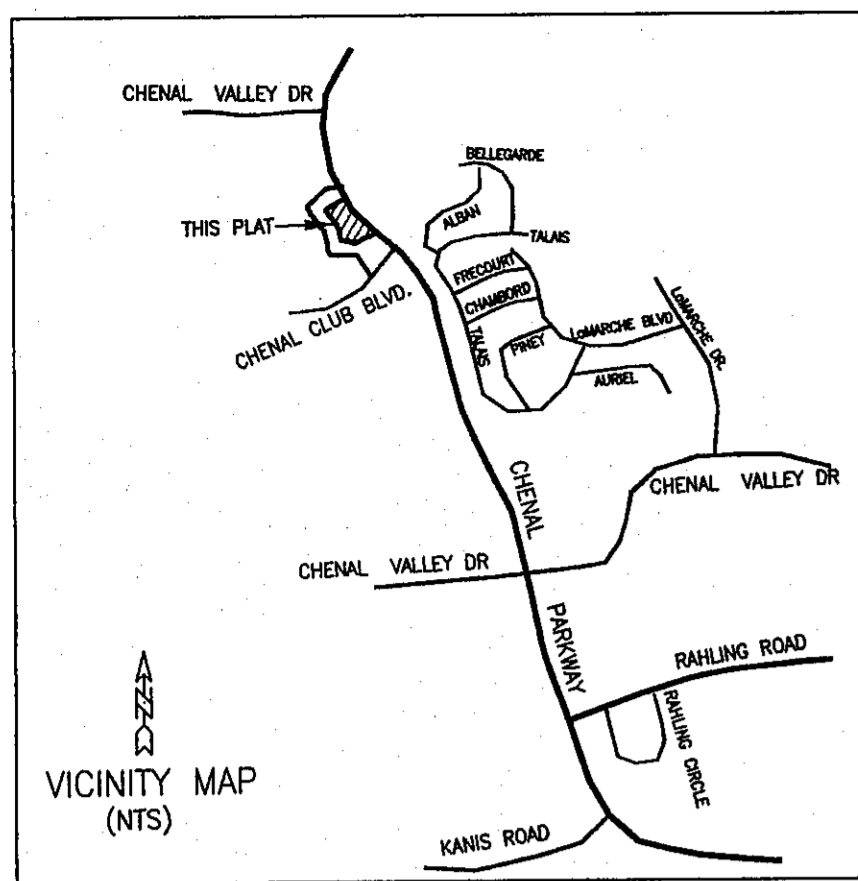 CHENAL VALLEY DR
BELLEGARDE
ALBAN
THIS PLAT
TALAIS
FRECOURT
CHENAL CLUB BLVD.
CHAMBORD
LaMARCHE DR.
TALAIS
PINEY
LaMARCHE BLVD
AURIEL
CHENAL
CHENAL VALLEY DR
CHENAL VALLEY DR
PARKWAY
RAHLING ROAD
RAHLING CIRCLE
N
VICINITY MAP
(NTS)
KANIS ROAD